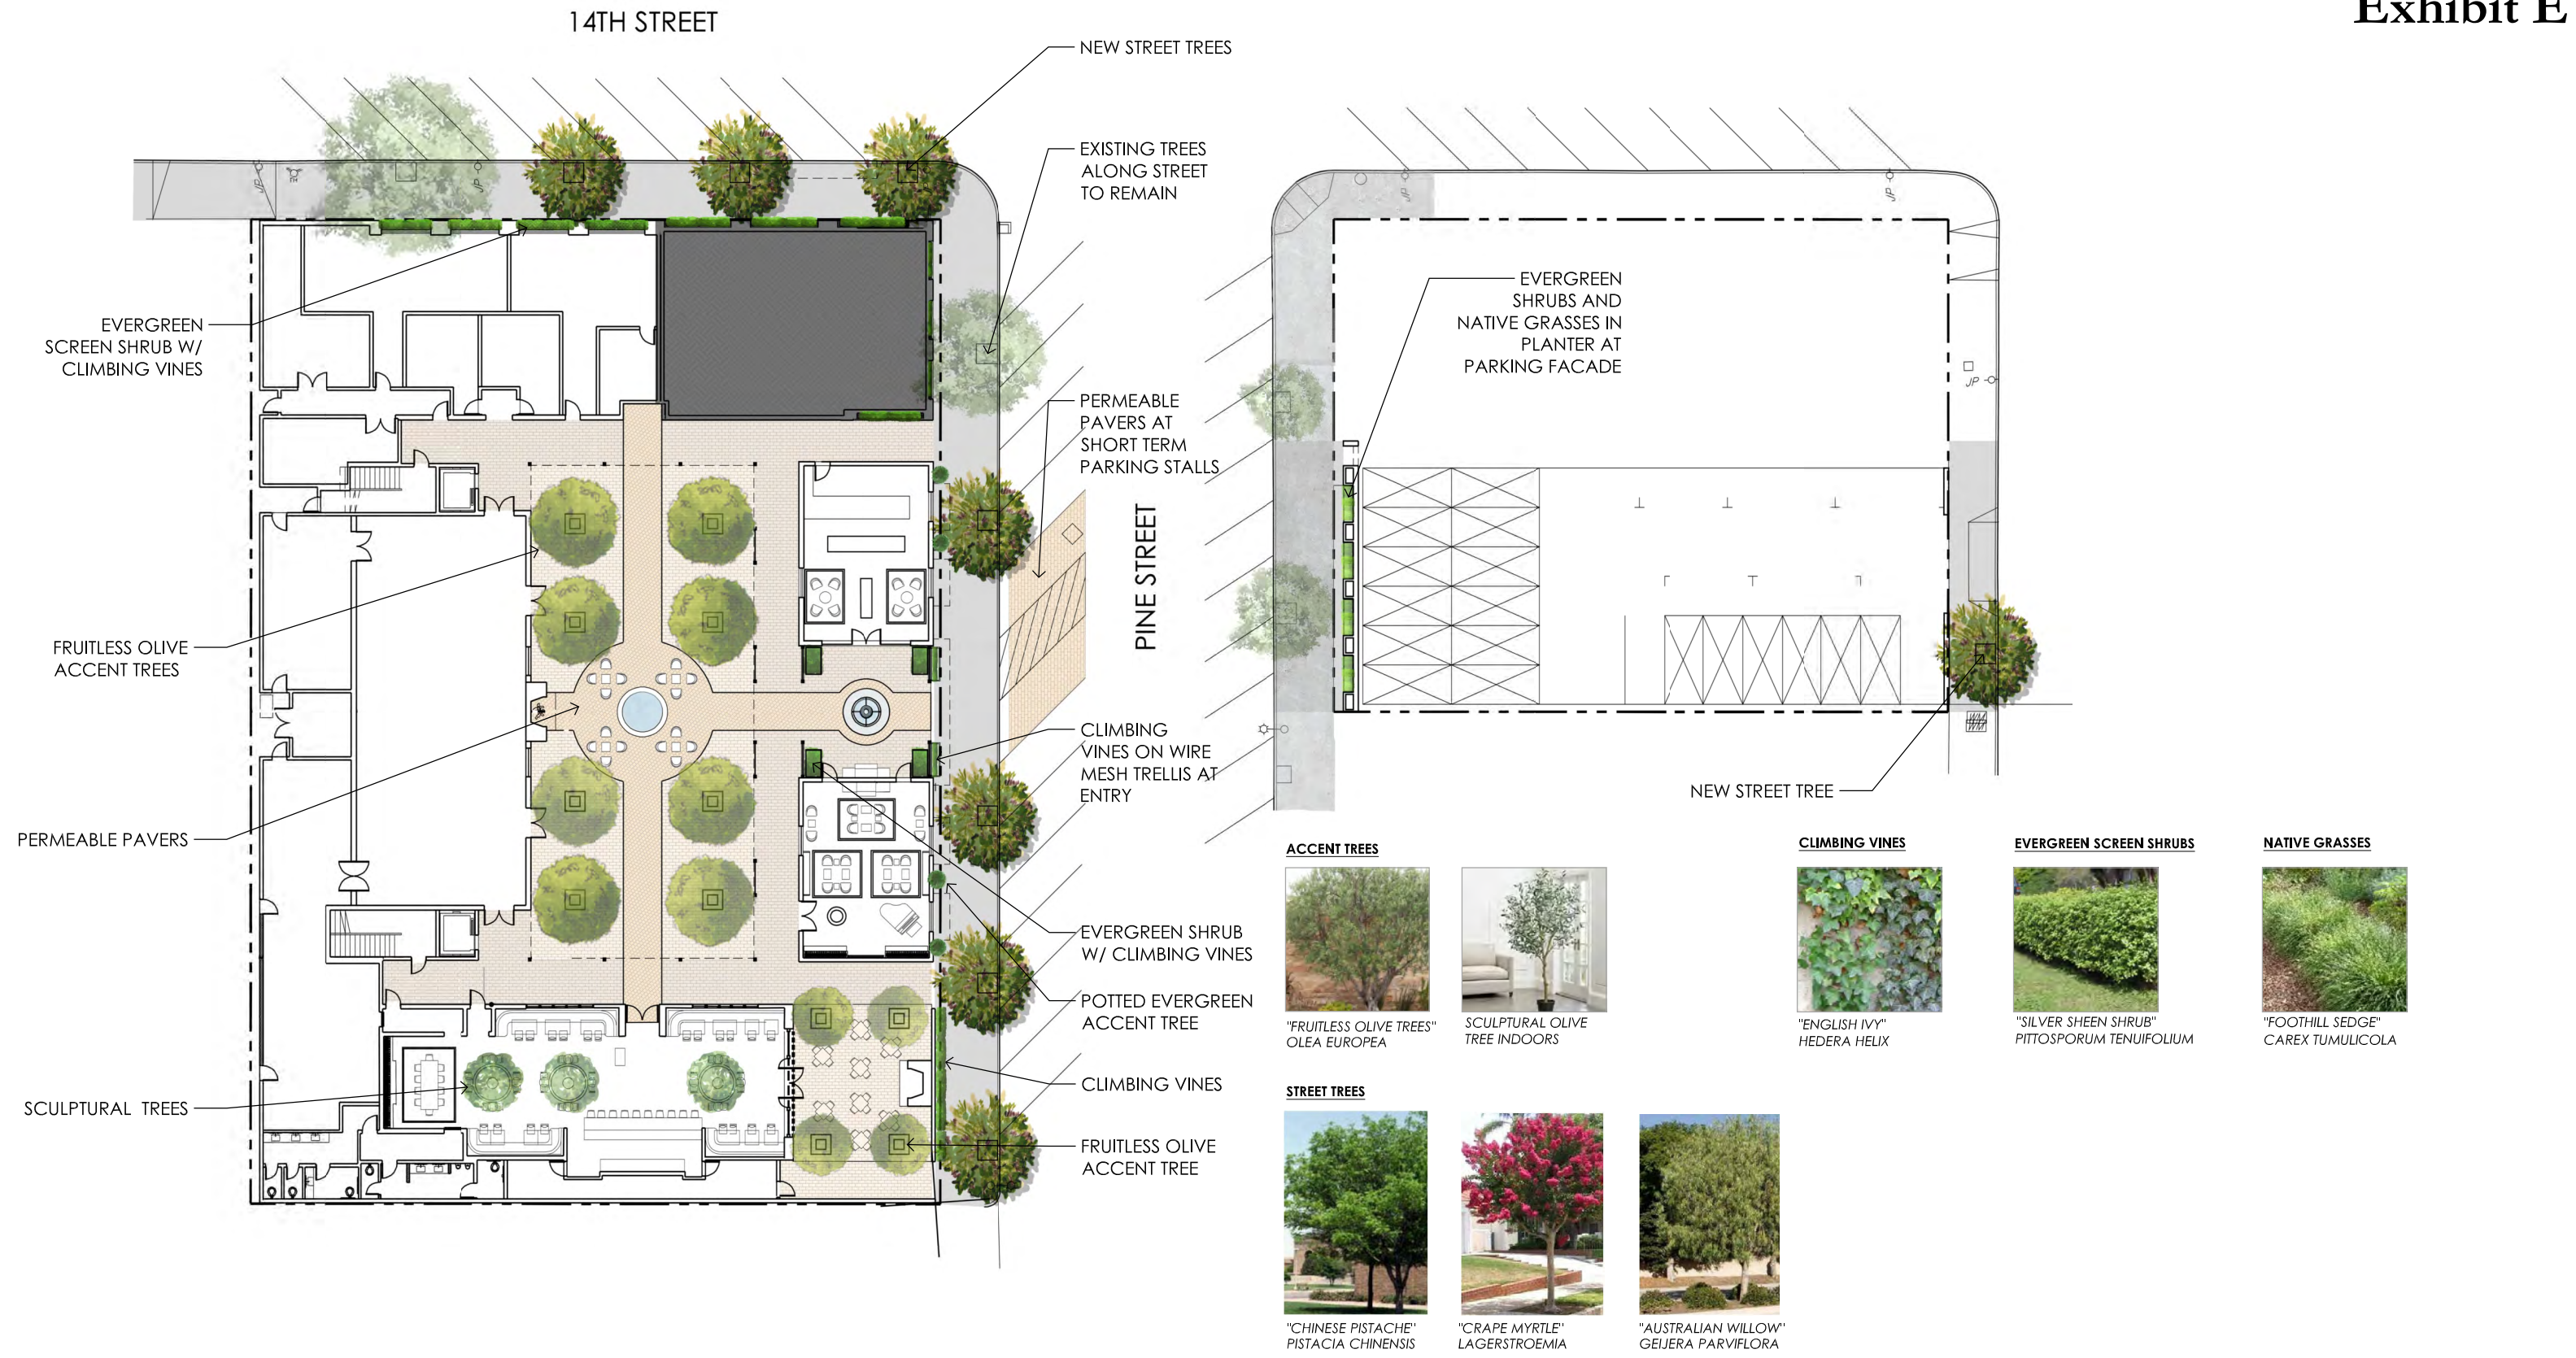 Exhibit E
14TH STREET
NEW STREET TREES
EXISTING TREES
ALONG STREET
TO REMAIN
EVERGREEN
SCREEN SHRUB W/
CLIMBING VINES
PERMEABLE
PAVERS AT
SHORT TERM
PARKING STALLS
PINE STREET
FRUITLESS OLIVE
ACCENT TREES
PERMEABLE PAVERS
CLIMBING
VINES ON WIRE
MESH TRELLIS AT
ENTRY
EVERGREEN SHRUB
W/ CLIMBING VINES
POTTED EVERGREEN
ACCENT TREE
CLIMBING VINES
SCULPTURAL TREES
FRUITLESS OLIVE
ACCENT TREE
JP
JP
JP
JP
JP
EVERGREEN
SHRUBS AND
NATIVE GRASSES IN
PLANTER AT
PARKING FACADE
NEW STREET TREE
ACCENT TREES
"FRUITLESS OLIVE TREES"
OLEA EUROPEA
SCULPTURAL OLIVE
TREE INDOORS
CLIMBING VINES
"ENGLISH IVY"
HEDERA HELIX
EVERGREEN SCREEN SHRUBS
"SILVER SHEEN SHRUB"
PITTOSPORUM TENUIFOLIUM
NATIVE GRASSES
"FOOTHILL SEDGE"
CAREX TUMULICOLA
STREET TREES
"CHINESE PISTACHE"
PISTACIA CHINENSIS
"CRAPE MYRTLE"
LAGERSTROEMIA
"AUSTRALIAN WILLOW"
GEIJERA PARVIFLORA